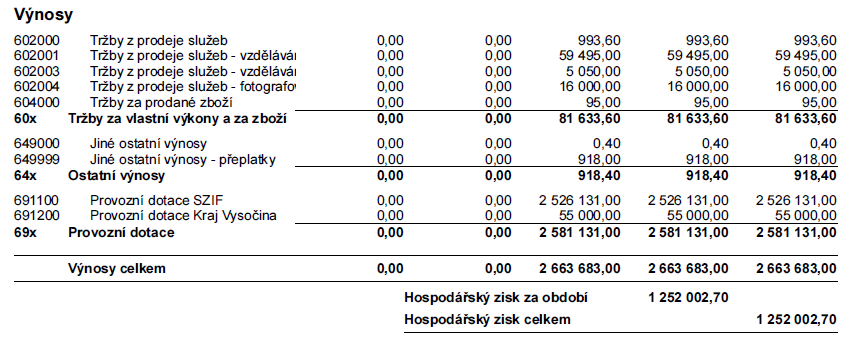 Výnosy
602000 Tržby z prodeje služeb 0,00 0,00 993,60 993,60 993,60
602001 Tržby z prodeje služeb - vzděláván 0,00 0,00 59 495,00 59 495,00 59 495,00
602003 Tržby z prodeje služeb - vzděláván 0,00 0,00 5 050,00 5 050,00 5 050,00
602004 Tržby z prodeje služeb - fotografov 0,00 0,00 16 000,00 16 000,00 16 000,00
604000 Tržby za prodané zboží 0,00 0,00 95,00 95,00 95,00
60x Tržby za vlastní výkony a za zboží 0,00 0,00 81 633,60 81 633,60 81 633,60
649000 Jiné ostatní výnosy 0,00 0,00 0,40 0,40 0,40
649999 Jiné ostatní výnosy - přeplatky 0,00 0,00 918,00 918,00 918,00
64x Ostatní výnosy 0,00 0,00 918,40 918,40 918,40
691100 Provozní dotace SZIF 0,00 0,00 2 526 131,00 2 526 131,00 2 526 131,00
691200 Provozní dotace Kraj Vysočina 0,00 0,00 55 000,00 55 000,00 55 000,00
69x Provozní dotace 0,00 0,00 2 581 131,00 2 581 131,00 2 581 131,00
Výnosy celkem 0,00 0,00 2 663 683,00 2 663 683,00 2 663 683,00
Hospodářský zisk za období 1 252 002,70
Hospodářský zisk celkem 1 252 002,70